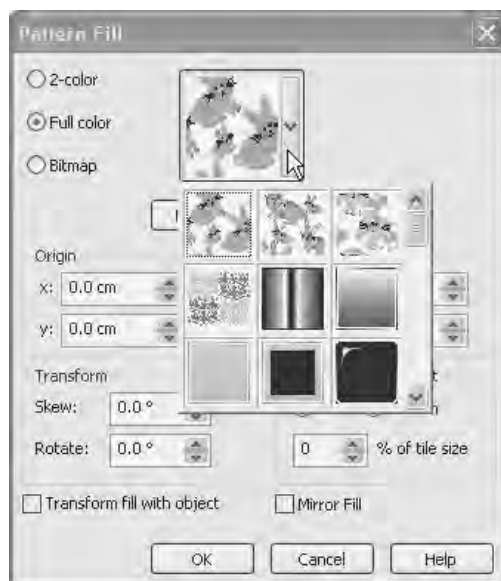 Pattern Fill
2-color
Full color
Bitmap
Origin
x: 0.0 cm
y: 0.0 cm
Transform
Skew: 0.0 °
Rotate: 0.0 ° 0 % of tile size
Transform fill with object Mirror Fill
OK Cancel Help